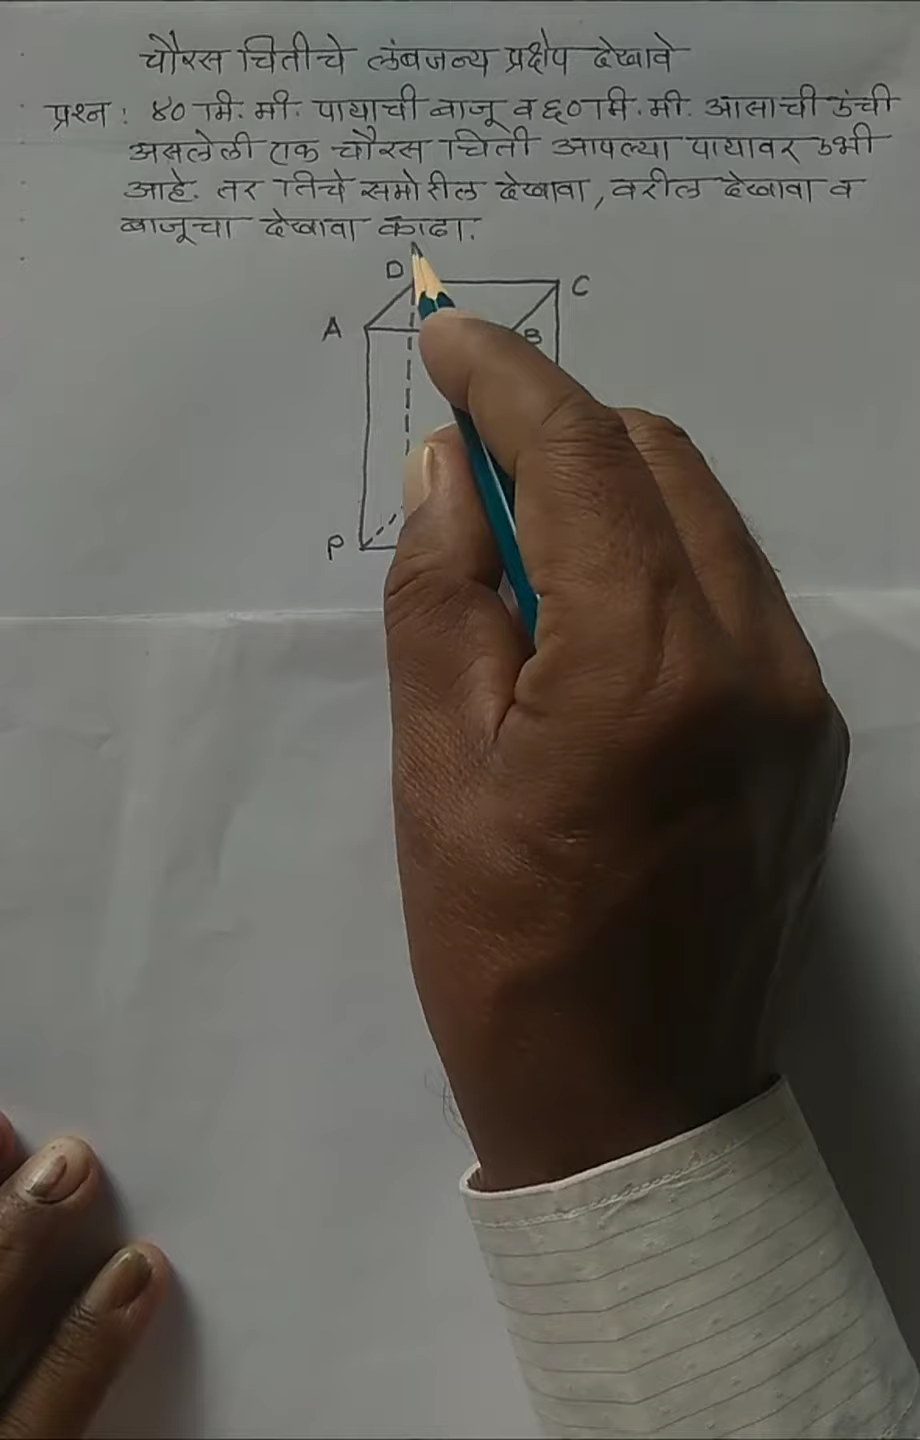 चौरस चितीचे लंबजन्य प्रक्षेप देखावे
प्रश्न : ४० मि. मी. पायाची बाजू व ६० मि. मी. आसाची उंची
असलेली एक चौरस चिती आपल्या पायावर उभी
आहे. तर तिचे समोरील देखावा, वरील देखावा व
बाजूचा देखावा काढा.
D
C
A
B
P